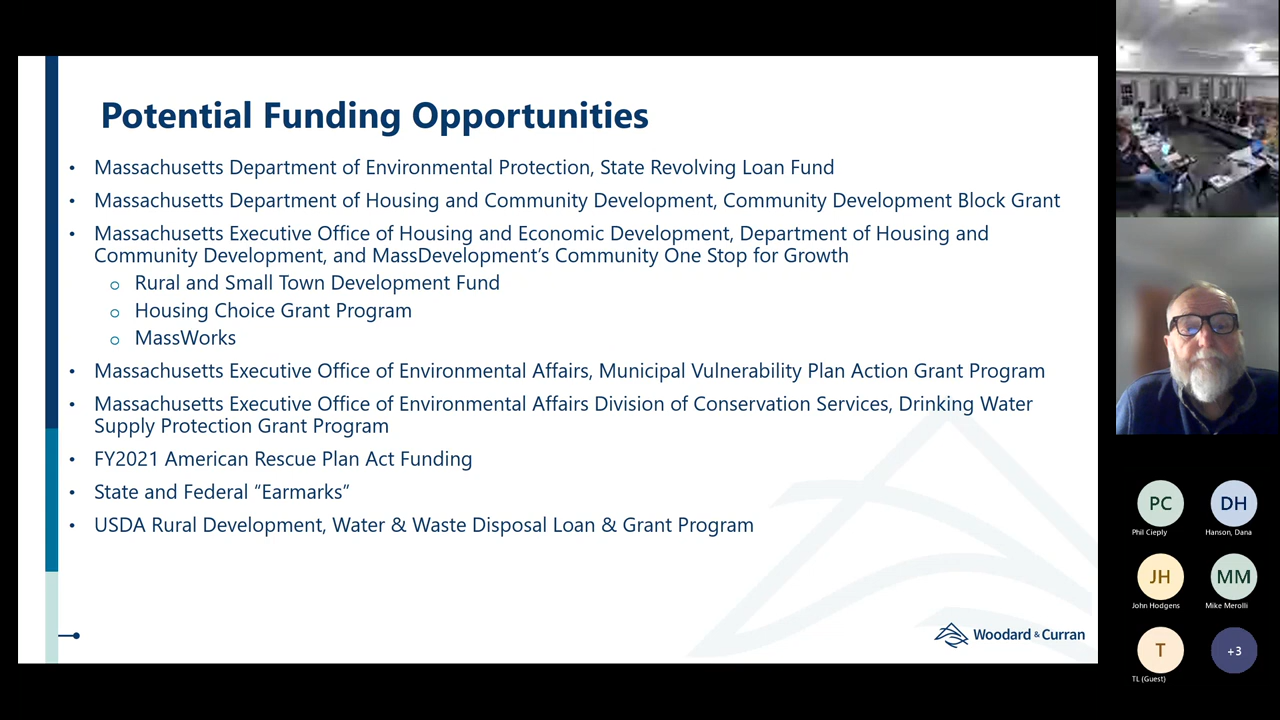 Potential Funding Opportunities
• Massachusetts Department of Environmental Protection, State Revolving Loan Fund
• Massachusetts Department of Housing and Community Development, Community Development Block Grant
• Massachusetts Executive Office of Housing and Economic Development, Department of Housing and
Community Development, and MassDevelopment’s Community One Stop for Growth
o Rural and Small Town Development Fund
o Housing Choice Grant Program
o MassWorks
• Massachusetts Executive Office of Environmental Affairs, Municipal Vulnerability Plan Action Grant Program
• Massachusetts Executive Office of Environmental Affairs Division of Conservation Services, Drinking Water
Supply Protection Grant Program
• FY2021 American Rescue Plan Act Funding
• State and Federal “Earmarks”
• USDA Rural Development, Water & Waste Disposal Loan & Grant Program
Woodard & Curran
PC
Phil Cieply
DH
Hanson, Dana
JH
John Hodgens
MM
Mike Merolli
T
TL (Guest)
+3